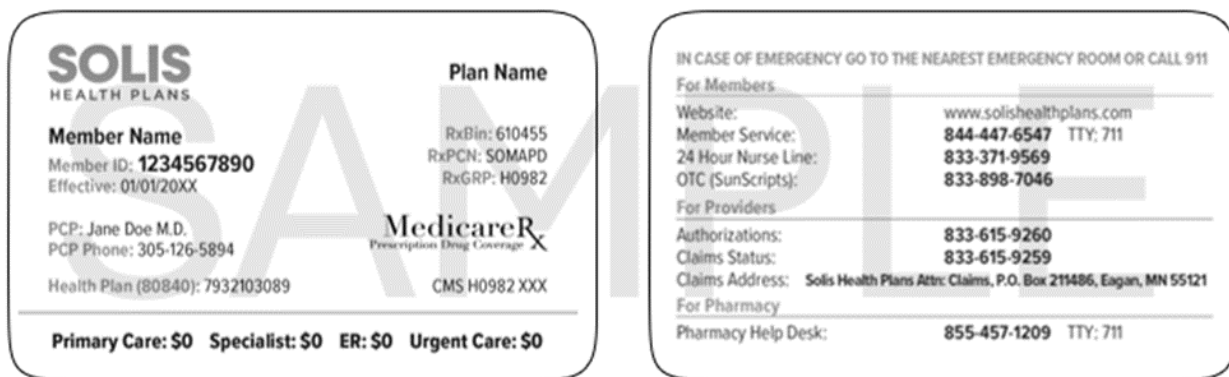 SOLIS
HEALTH PLANS
Plan Name
Member Name
Member ID: 1234567890
Effective: 01/01/20XX
RxBin: 610455
RxPCN: SOMAPD
RxGRP: H0982
PCP: Jane Doe M.D.
PCP Phone: 305-126-5894
MedicareRx
Prescription Drug Coverage
Health Plan (80840): 7932103089
CMS H0982 XXX
Primary Care: $0 Specialist: $0 ER: $0 Urgent Care: $0
IN CASE OF EMERGENCY GO TO THE NEAREST EMERGENCY ROOM OR CALL 911
For Members
Website: www.solishealthplans.com
Member Service: 844-447-6547 TTY: 711
24 Hour Nurse Line: 833-371-9569
OTC (SunScripts): 833-898-7046
For Providers
Authorizations: 833-615-9260
Claims Status: 833-615-9259
Claims Address: Solis Health Plans Attn: Claims, P.O. Box 211486, Eagan, MN 55121
For Pharmacy
Pharmacy Help Desk: 855-457-1209 TTY: 711
SAMPLE